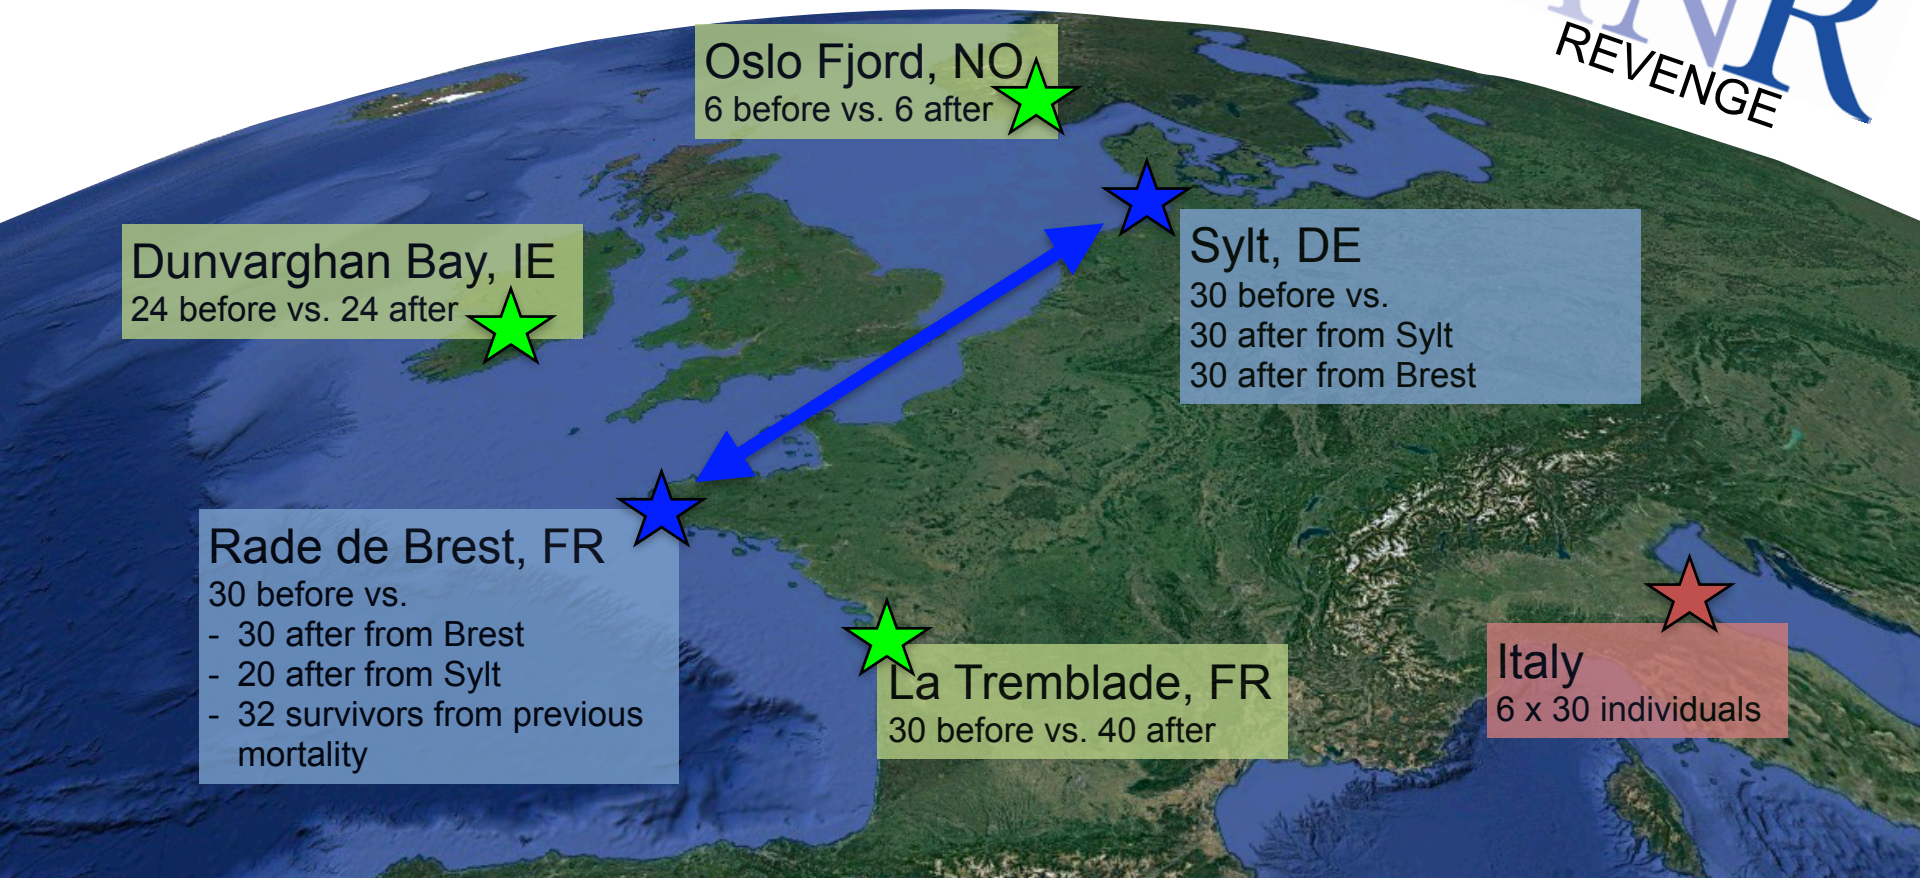 NR
REVENGE
Oslo Fjord, NO
6 before vs. 6 after
Dunvarghan Bay, IE
24 before vs. 24 after
Sylt, DE
30 before vs.
30 after from Sylt
30 after from Brest
Rade de Brest, FR
30 before vs.
- 30 after from Brest
- 20 after from Sylt
- 32 survivors from previous
mortality
La Tremblade, FR
30 before vs. 40 after
Italy
6 x 30 individuals